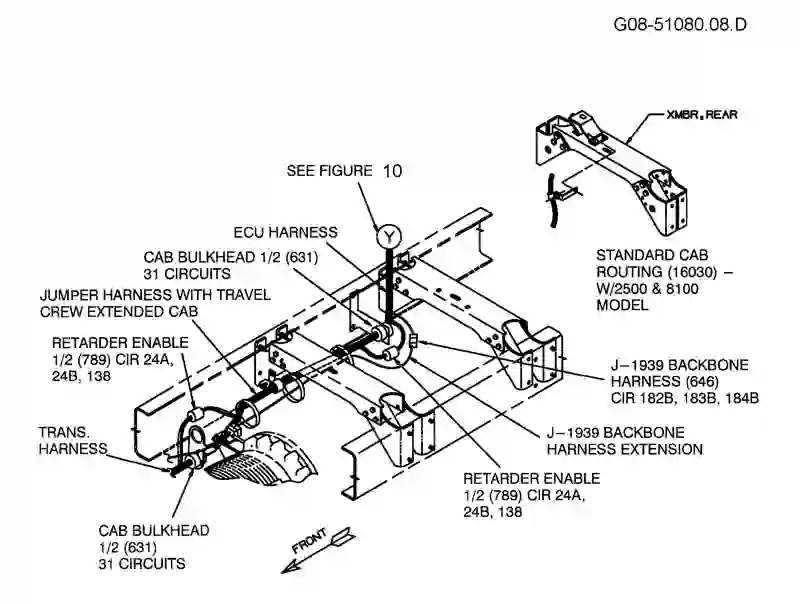 G08-51080.08.D
XMBR, REAR
SEE FIGURE 10
Y
ECU HARNESS
CAB BULKHEAD 1/2 (631)
31 CIRCUITS
STANDARD CAB
ROUTING (16030) –
W/2500 & 8100
MODEL
JUMPER HARNESS WITH TRAVEL
CREW EXTENDED CAB
RETARDER ENABLE
1/2 (789) CIR 24A,
24B, 138
J–1939 BACKBONE
HARNESS (646)
CIR 182B, 183B, 184B
TRANS.
HARNESS
J–1939 BACKBONE
HARNESS EXTENSION
RETARDER ENABLE
1/2 (789) CIR 24A,
24B, 138
CAB BULKHEAD
1/2 (631)
31 CIRCUITS
FRONT